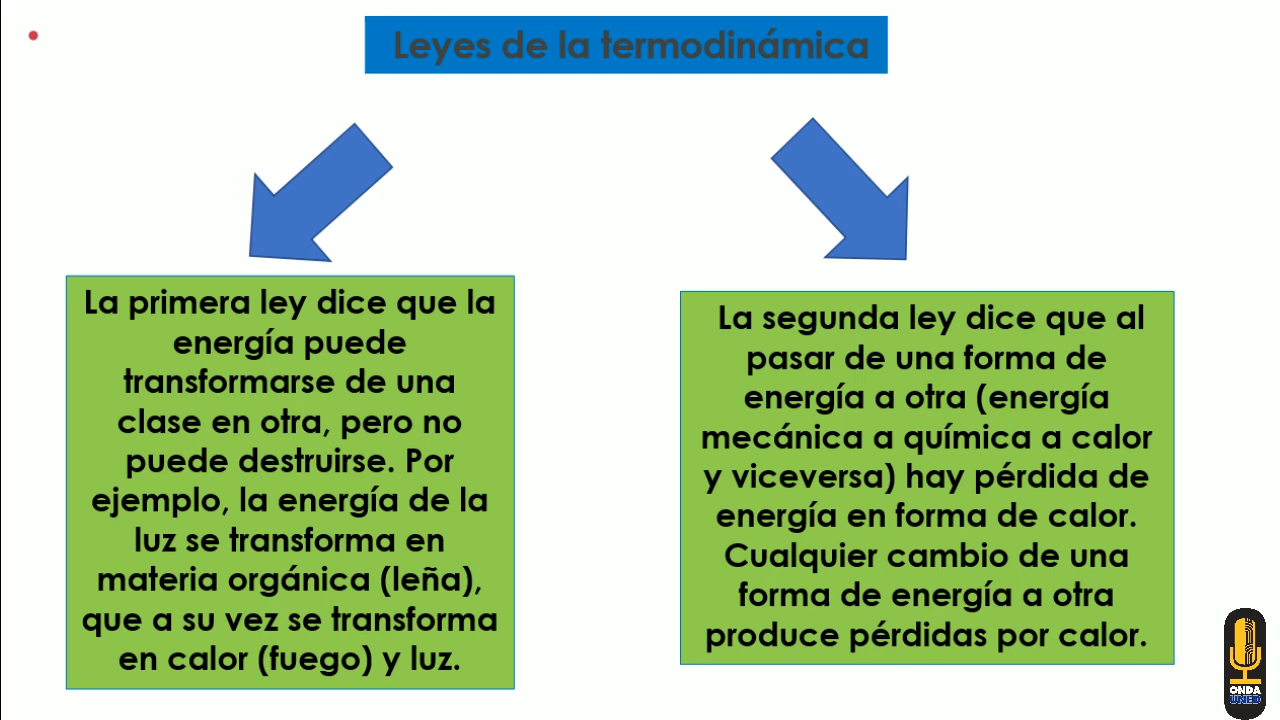 Leyes de la termodinámica
La primera ley dice que la
energía puede
transformarse de una
clase en otra, pero no
puede destruirse. Por
ejemplo, la energía de la
luz se transforma en
materia orgánica (leña),
que a su vez se transforma
en calor (fuego) y luz.
La segunda ley dice que al
pasar de una forma de
energía a otra (energía
mecánica a química a calor
y viceversa) hay pérdida de
energía en forma de calor.
Cualquier cambio de una
forma de energía a otra
produce pérdidas por calor.
ONDA
UNED